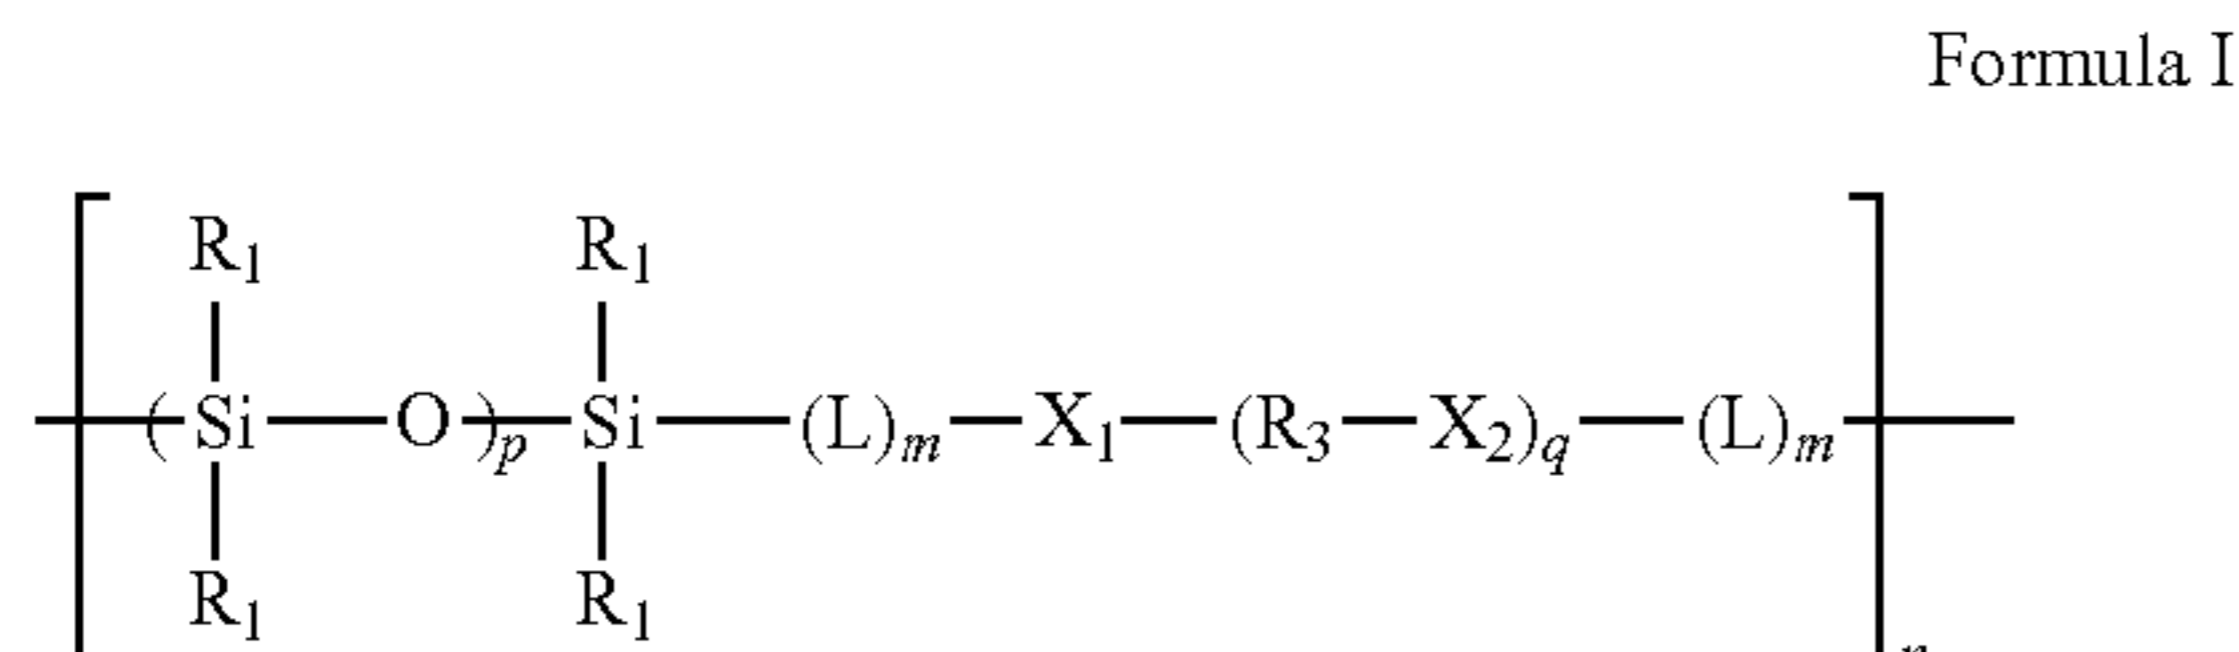 Formula I
R1 R1
(Si—O)p Si—(L)m—X1—(R3—X2)q—(L)m
R1 R1